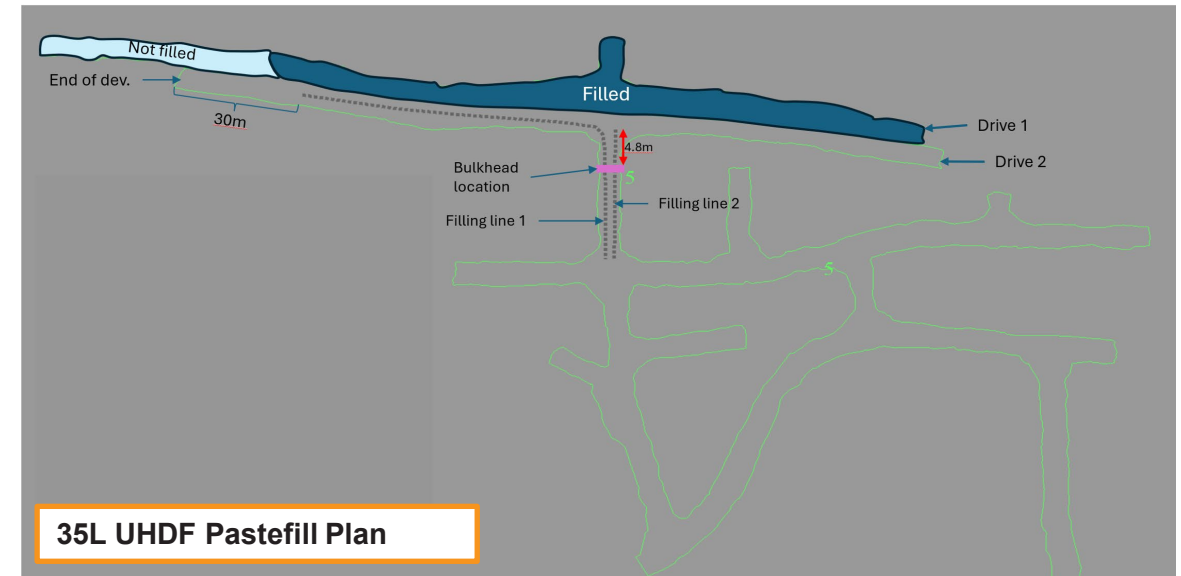 Not filled
End of dev.
30m
Filled
Drive 1
4.8m
Drive 2
Bulkhead
location
5
Filling line 2
Filling line 1
5
35L UHDF Pastefill Plan